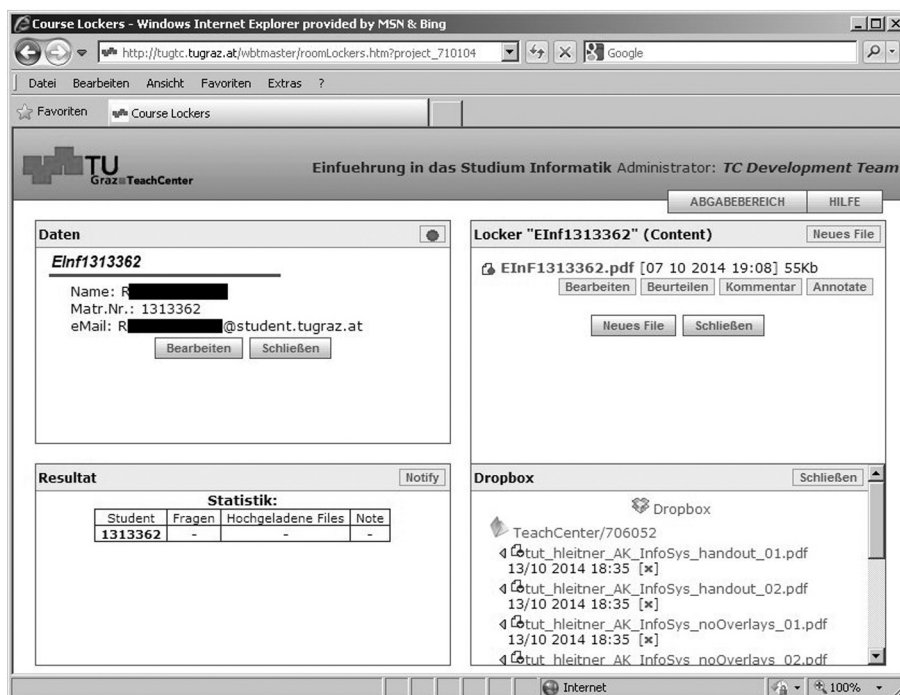 Course Lockers - Windows Internet Explorer provided by MSN & Bing
http://tugtc.tugraz.at/wbtmaster/roomLockers.htm?project_710104
Google
Datei Bearbeiten Ansicht Favoriten Extras ?
Favoriten Course Lockers
TU
Graz TeachCenter
Einfuehrung in das Studium Informatik Administrator: TC Development Team
ABGABEBEREICH HILFE
Daten
EInf1313362
Name: R
Matr.Nr.: 1313362
eMail: R @student.tugraz.at
Bearbeiten Schließen
Locker "EInf1313362" (Content) Neues File
EInF1313362.pdf [07 10 2014 19:08] 55Kb
Bearbeiten Beurteilen Kommentar Annotate
Neues File Schließen
Resultat Notify
Statistik:
Student Fragen Hochgeladene Files Note
1313362 - - -
Dropbox Schließen
Dropbox
TeachCenter/706052
tut_hleitner_AK_InfoSys_handout_01.pdf
13/10 2014 18:35 [x]
tut_hleitner_AK_InfoSys_handout_02.pdf
13/10 2014 18:35 [x]
tut_hleitner_AK_InfoSys_noOverlays_01.pdf
13/10 2014 18:35 [x]
tut_hleitner_AK_InfoSys_noOverlays_02.pdf
Internet 100%